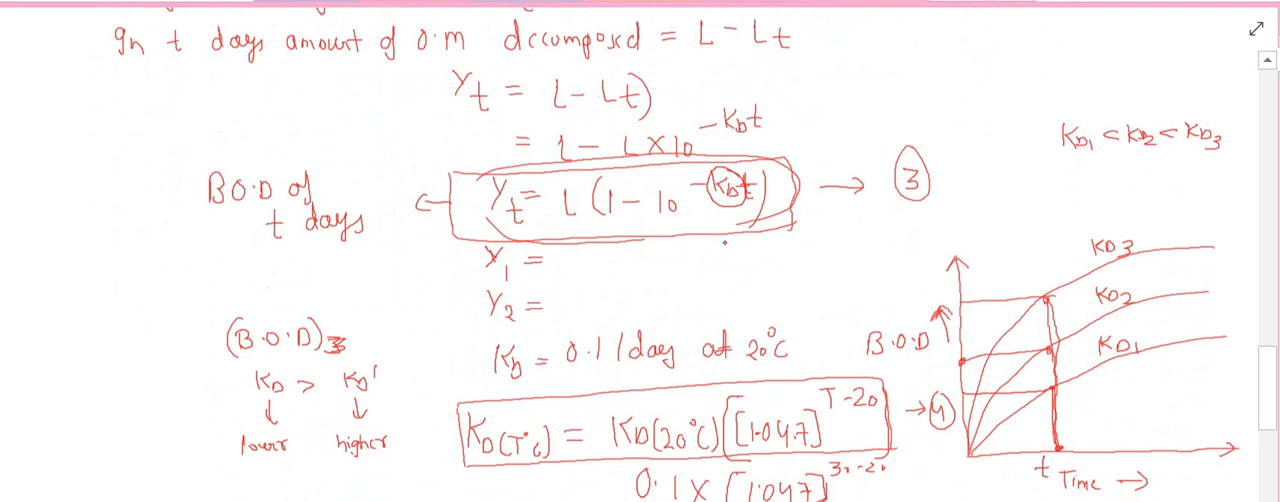 In t days amount of O.M decomposed = L - Lt
Yt = L - Lt)
= L - L×10^-KDt
BOD of t days ← Yt = L (1 - 10^-KDt) → (3)
Y1 =
Y2 =
KD = 0.1 /day at 20°C
KD(T°C) = KD(20°C) [[1.047]^T-20 → (4)
0.1 × [1.047]^30-20
(B.O.D)
KD > KD'
↓ ↓
lower higher
KD1 < KD2 < KD3
KD3
KD2
KD1
B.O.D ↑
t Time →